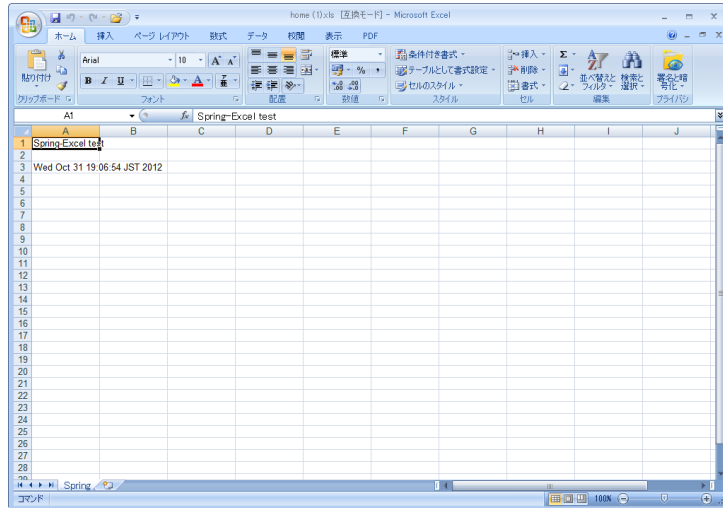 home (1).xls [互換モード] - Microsoft Excel
ホーム 挿入 ページ レイアウト 数式 データ 校閲 表示 PDF
貼り付け
クリップボード
Arial 10 A A
B I U A 亜
フォント
配置
標準
% ,
数値
条件付き書式
テーブルとして書式設定
セルのスタイル
スタイル
挿入
削除
書式
セル
Σ
並べ替えと フィルタ
検索と 選択
編集
署名と暗号化
プライバシ
A1 fx Spring-Excel test
A B C D E F G H I J
1 Spring-Excel test
2
3 Wed Oct 31 19:06:54 JST 2012
4
5
6
7
8
9
10
11
12
13
14
15
16
17
18
19
20
21
22
23
24
25
26
27
28
29
Spring
コマンド 100%